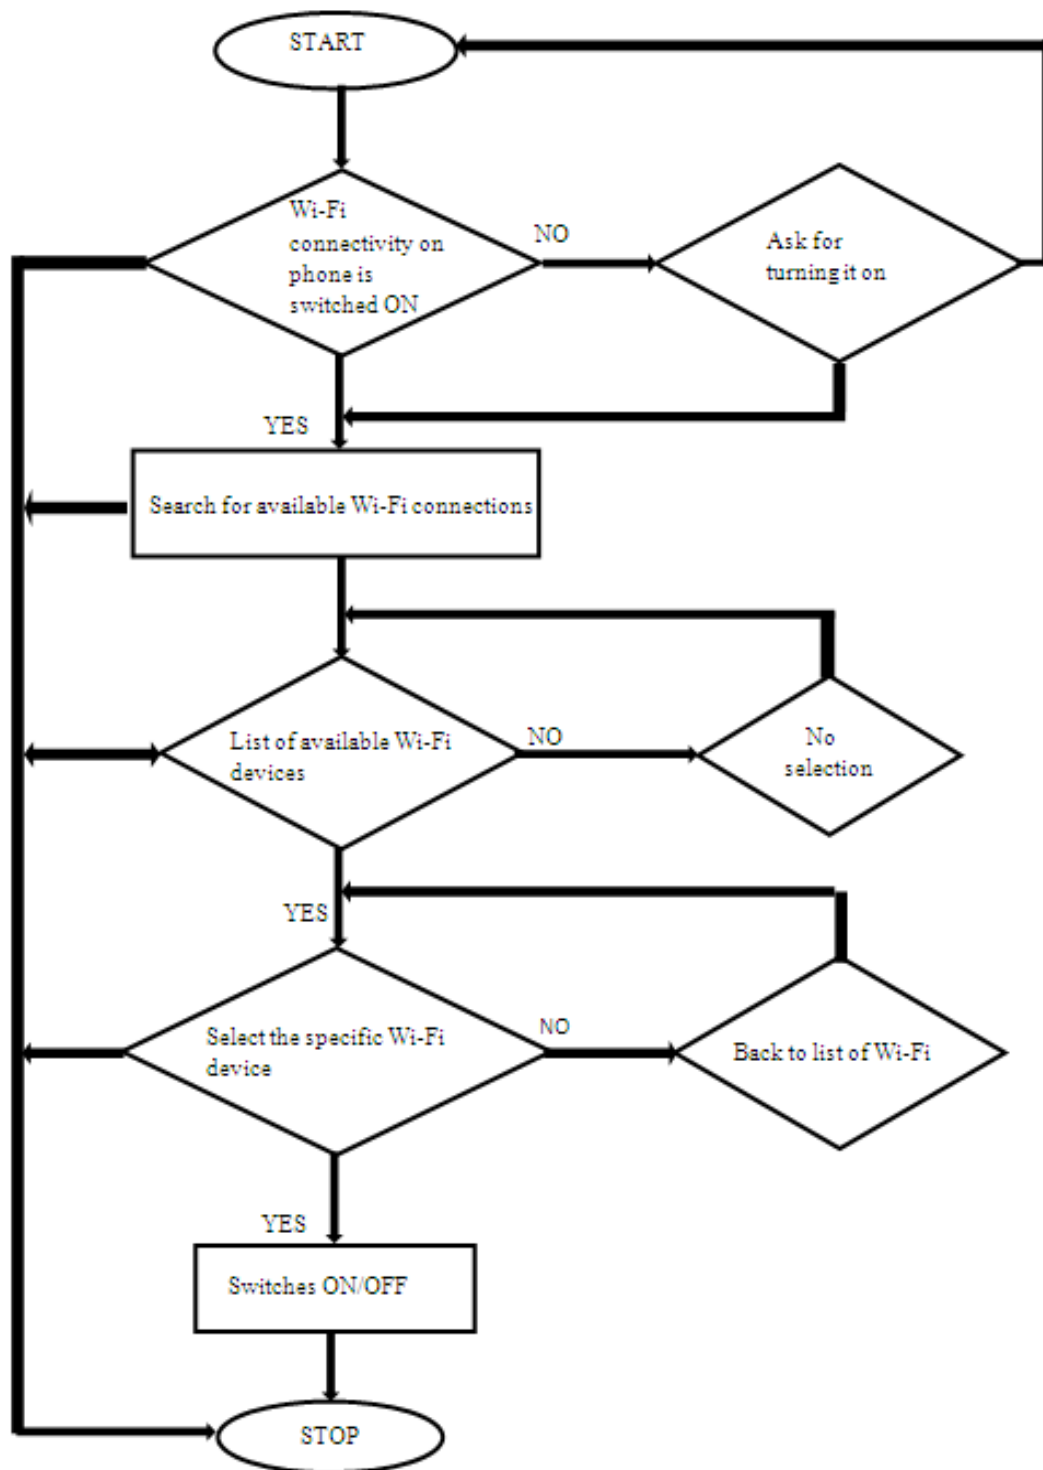 START
Wi-Fi
connectivity on
phone is
switched ON
NO
Ask for
turning it on
YES
Search for available Wi-Fi connections
List of available Wi-Fi
devices
NO
No
selection
YES
Select the specific Wi-Fi
device
NO
Back to list of Wi-Fi
YES
Switches ON/OFF
STOP